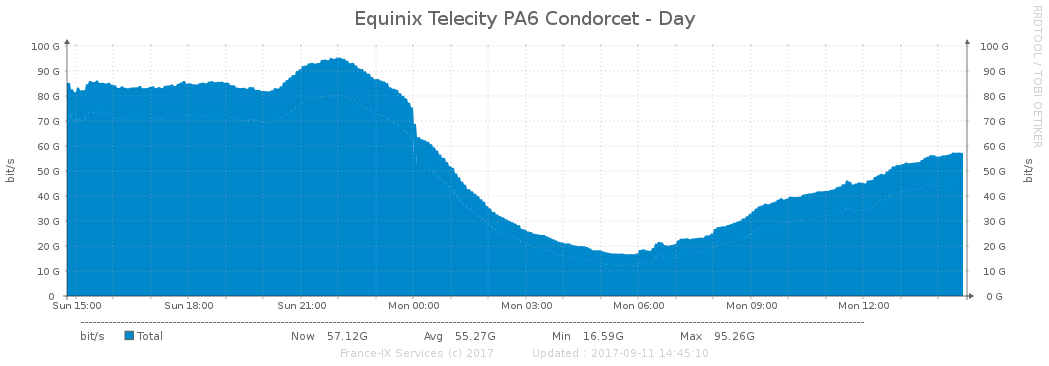 Equinix Telecity PA6 Condorcet - Day
RRDTOOL / TOBI OETIKER
bit/s
bit/s
100 G 100 G
90 G 90 G
80 G 80 G
70 G 70 G
60 G 60 G
50 G 50 G
40 G 40 G
30 G 30 G
20 G 20 G
10 G 10 G
0 0 G
Sun 15:00 Sun 18:00 Sun 21:00 Mon 00:00 Mon 03:00 Mon 06:00 Mon 09:00 Mon 12:00
bit/s Total Now 57.12G Avg 55.27G Min 16.59G Max 95.26G
France-IX Services (c) 2017 Updated : 2017-09-11 14:45:10